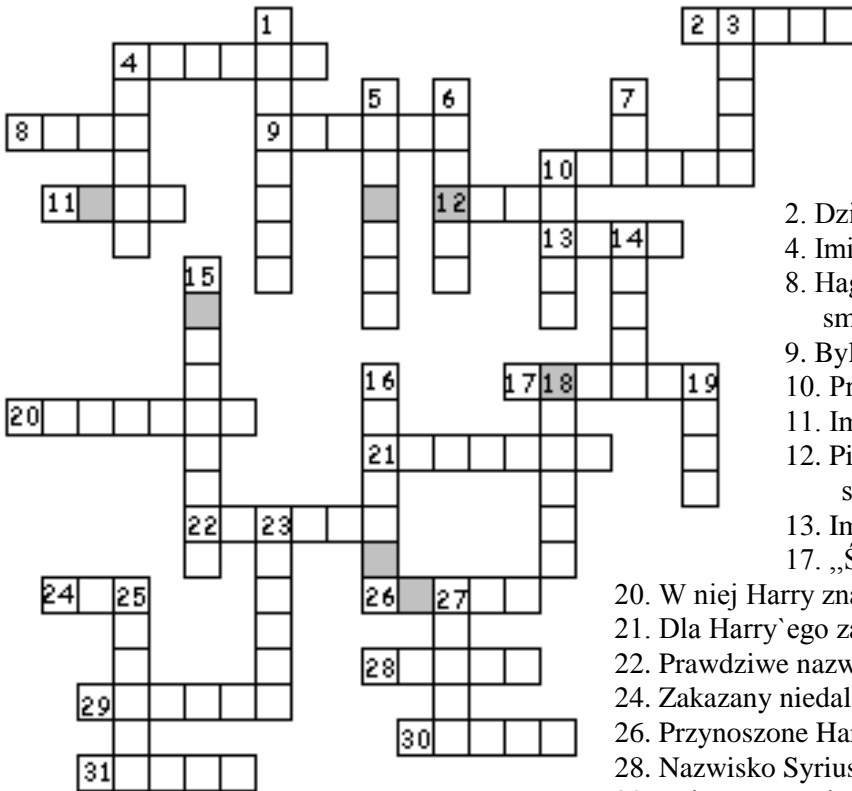 1 2 3
4
5 6 7
8 9
10
11 12
13 14
15
16 17 18 19
20
21
22 23
24 25 26 27
28
29
30
31
2. Dzi
4. Imi
8. Hag
sm
9. Był
10. Pr
11. Im
12. Pi
s
13. Im
17. ,,Ś
20. W niej Harry zna
21. Dla Harry`ego za
22. Prawdziwe nazw
24. Zakazany niedal
26. Przynoszone Har
28. Nazwisko Syrius